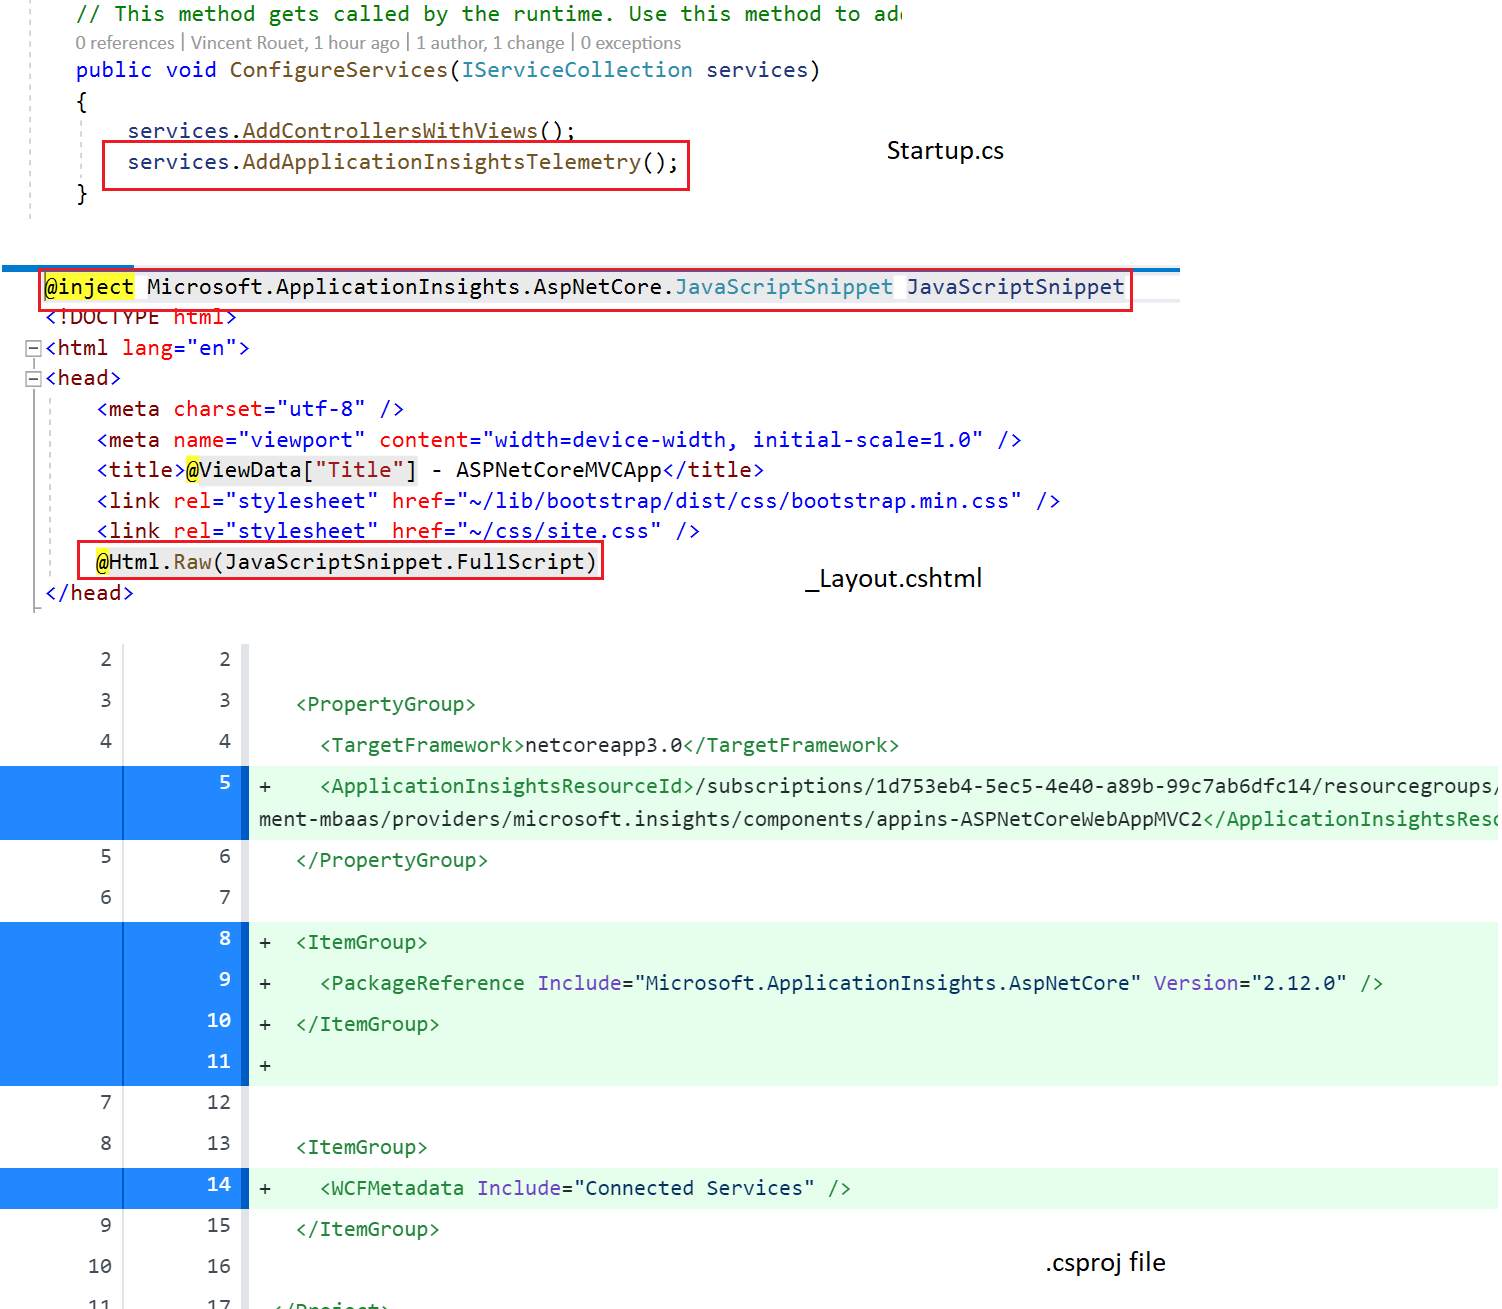 // This method gets called by the runtime. Use this method to ad
0 references | Vincent Rouet, 1 hour ago | 1 author, 1 change | 0 exceptions
public void ConfigureServices(IServiceCollection services)
{
services.AddControllersWithViews();
services.AddApplicationInsightsTelemetry();
}
Startup.cs
@inject Microsoft.ApplicationInsights.AspNetCore.JavaScriptSnippet JavaScriptSnippet
<!DOCTYPE html>
<html lang="en">
<head>
<meta charset="utf-8" />
<meta name="viewport" content="width=device-width, initial-scale=1.0" />
<title>@ViewData["Title"] - ASPNetCoreMVCApp</title>
<link rel="stylesheet" href="~/lib/bootstrap/dist/css/bootstrap.min.css" />
<link rel="stylesheet" href="~/css/site.css" />
@Html.Raw(JavaScriptSnippet.FullScript)
</head>
_Layout.cshtml
2 2
3 3 <PropertyGroup>
4 4 <TargetFramework>netcoreapp3.0</TargetFramework>
5 + <ApplicationInsightsResourceId>/subscriptions/1d753eb4-5ec5-4e40-a89b-99c7ab6dfc14/resourcegroups/
ment-mbaas/providers/microsoft.insights/components/appins-ASPNetCoreWebAppMVC2</ApplicationInsightsReso
5 6 </PropertyGroup>
6 7
8 + <ItemGroup>
9 + <PackageReference Include="Microsoft.ApplicationInsights.AspNetCore" Version="2.12.0" />
10 + </ItemGroup>
11 +
7 12
8 13 <ItemGroup>
14 + <WCFMetadata Include="Connected Services" />
9 15 </ItemGroup>
10 16
.csproj file
11 17 </Project>